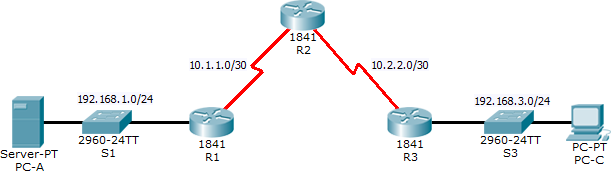 1841
R2
10.1.1.0/30
10.2.2.0/30
192.168.1.0/24
192.168.3.0/24
Server-PT
PC-A
2960-24TT
S1
1841
R1
1841
R3
2960-24TT
S3
PC-PT
PC-C